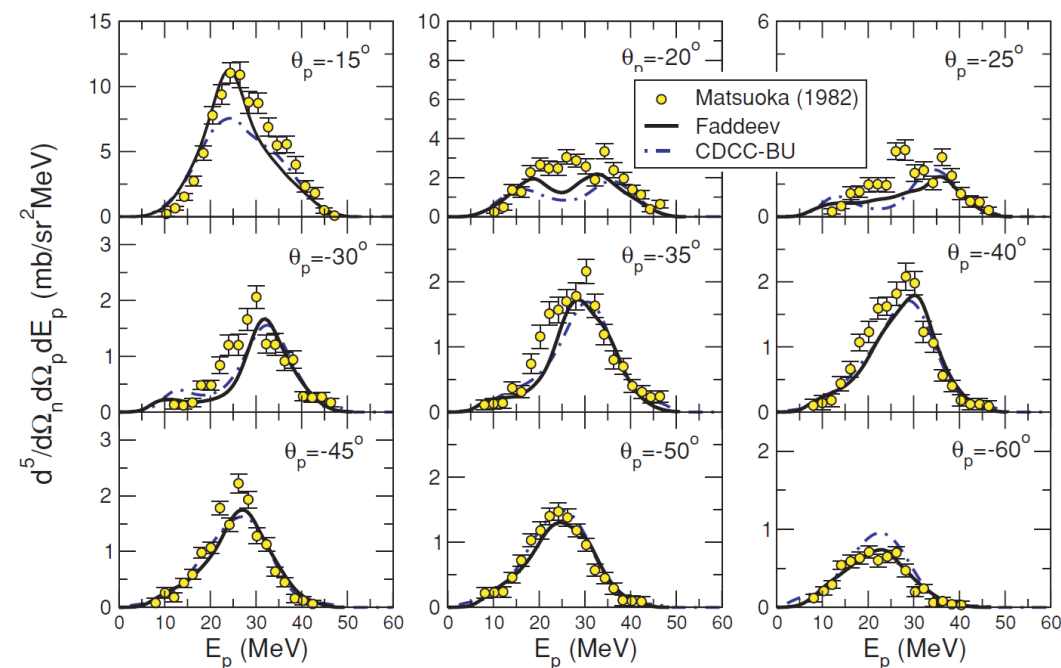 d⁵/dΩₙdΩₚdEₚ (mb/sr²MeV)
15
10
5
0
θₚ=-15°
10
8
6
4
2
0
θₚ=-20°
6
4
2
0
θₚ=-25°
Matsuoka (1982)
Faddeev
CDCC-BU
3
2
1
0
θₚ=-30°
2
1
0
θₚ=-35°
2
1
0
θₚ=-40°
3
2
1
0
θₚ=-45°
2
1
0
θₚ=-50°
2
1
0
θₚ=-60°
0 10 20 30 40 50 60
Eₚ (MeV)
0 10 20 30 40 50 60
Eₚ (MeV)
0 10 20 30 40 50 60
Eₚ (MeV)